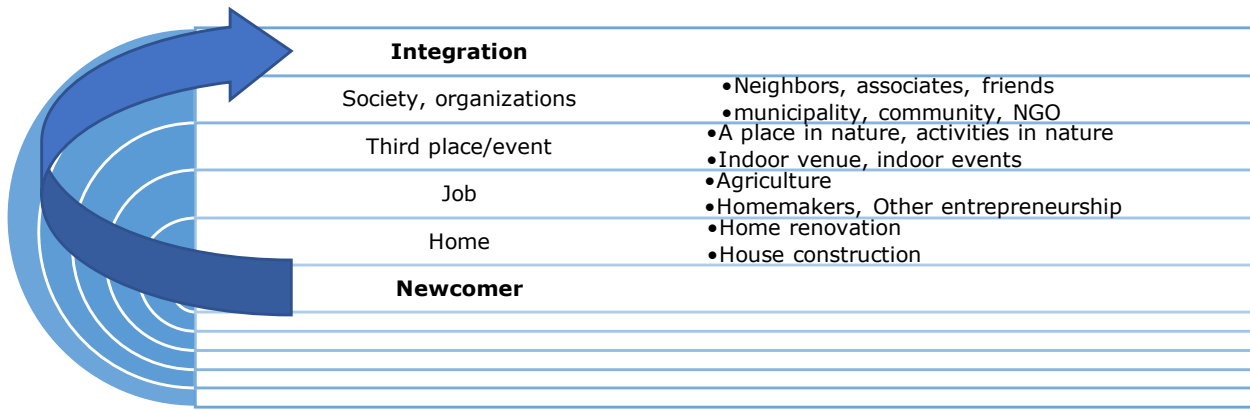 Integration
Society, organizations
•Neighbors, associates, friends
•municipality, community, NGO
Third place/event
•A place in nature, activities in nature
•Indoor venue, indoor events
Job
•Agriculture
•Homemakers, Other entrepreneurship
Home
•Home renovation
•House construction
Newcomer